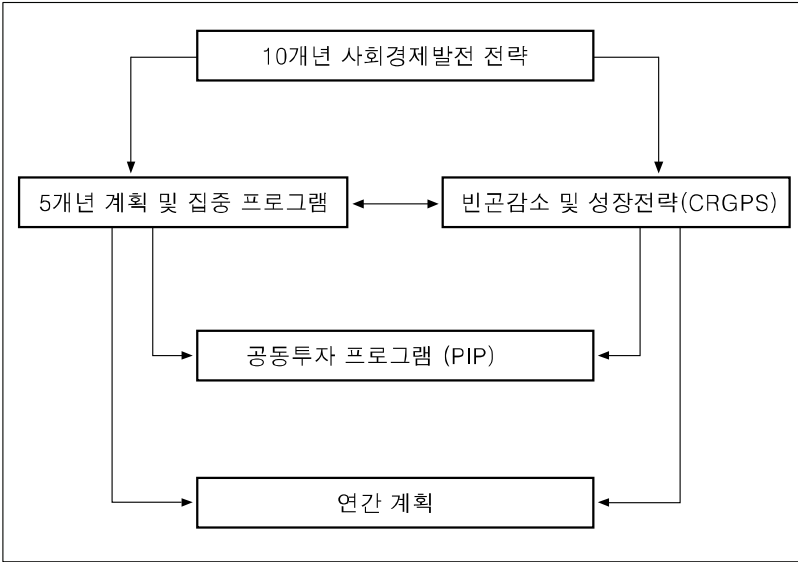 10개년 사회경제발전 전략
5개년 계획 및 집중 프로그램
빈곤감소 및 성장전략(CRGPS)
공동투자 프로그램 (PIP)
연간 계획